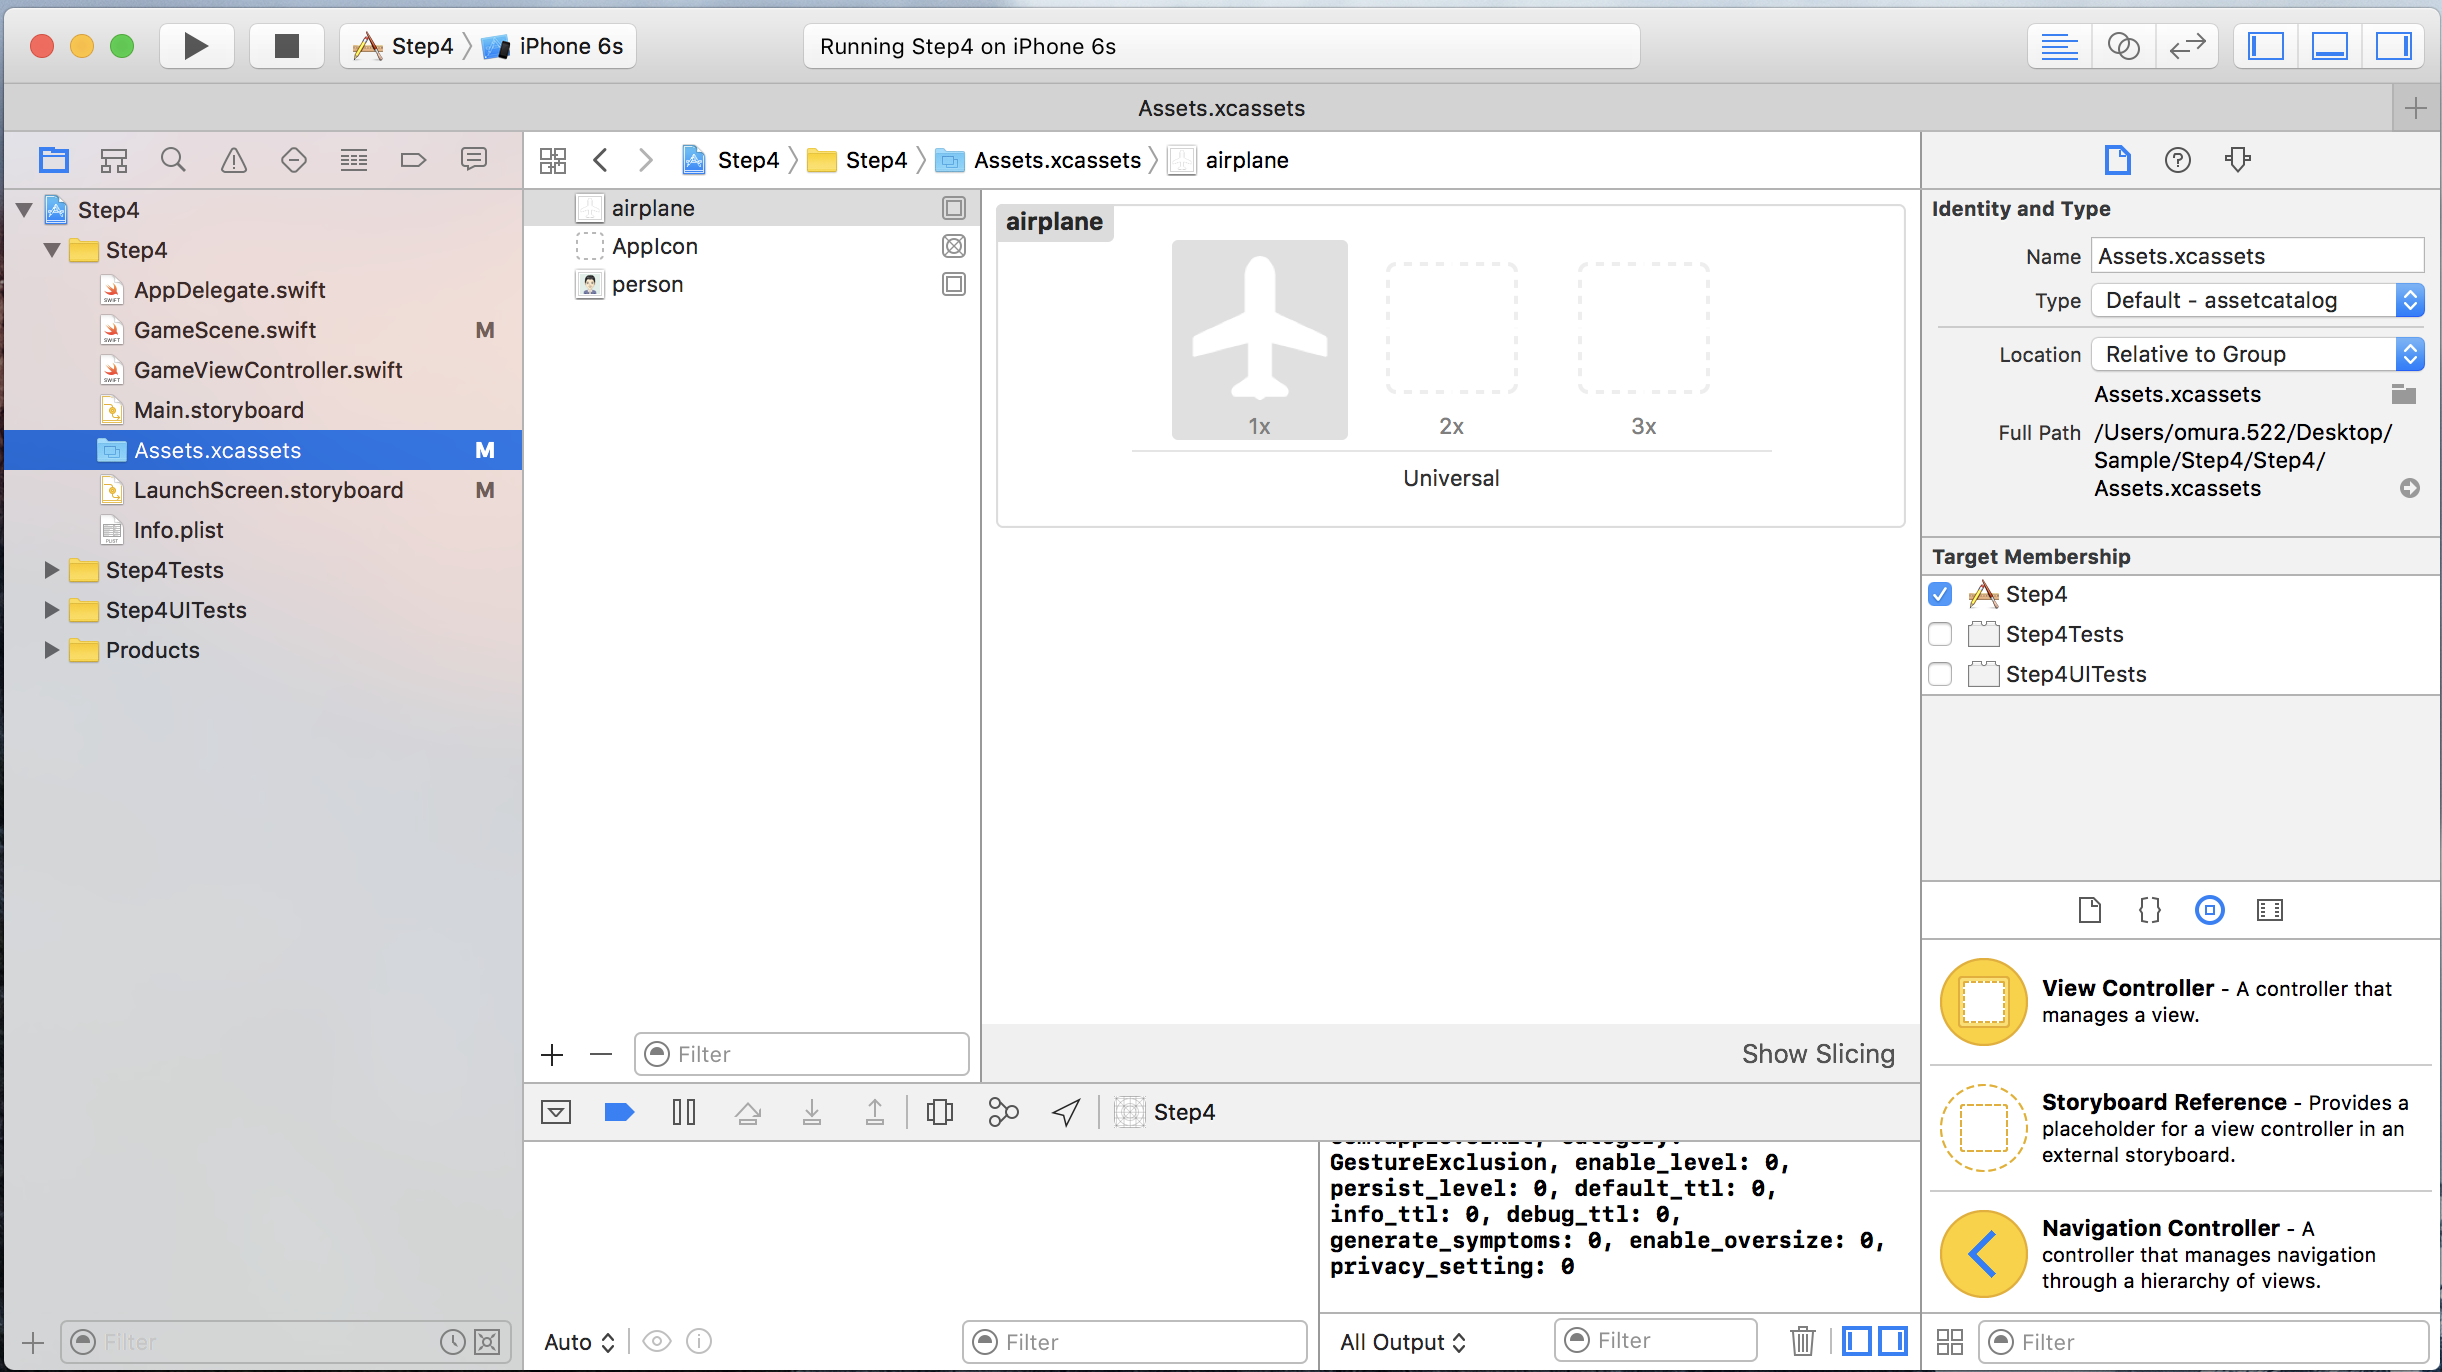 Step4 iPhone 6s
Running Step4 on iPhone 6s
Assets.xcassets
Step4 Step4 Assets.xcassets airplane
Step4
Step4
AppDelegate.swift
GameScene.swift M
GameViewController.swift
Main.storyboard
Assets.xcassets M
LaunchScreen.storyboard M
Info.plist
Step4Tests
Step4UITests
Products
Filter
airplane
AppIcon
person
Filter
airplane
1x 2x 3x
Universal
Show Slicing
Step4
Auto
Filter
GestureExclusion, enable_level: 0,
persist_level: 0, default_ttl: 0,
info_ttl: 0, debug_ttl: 0,
generate_symptoms: 0, enable_oversize: 0,
privacy_setting: 0
All Output
Filter
Identity and Type
Name Assets.xcassets
Type Default - assetcatalog
Location Relative to Group
Assets.xcassets
Full Path /Users/omura.522/Desktop/
Sample/Step4/Step4/
Assets.xcassets
Target Membership
Step4
Step4Tests
Step4UITests
View Controller - A controller that
manages a view.
Storyboard Reference - Provides a
placeholder for a view controller in an
external storyboard.
Navigation Controller - A
controller that manages navigation
through a hierarchy of views.
Filter